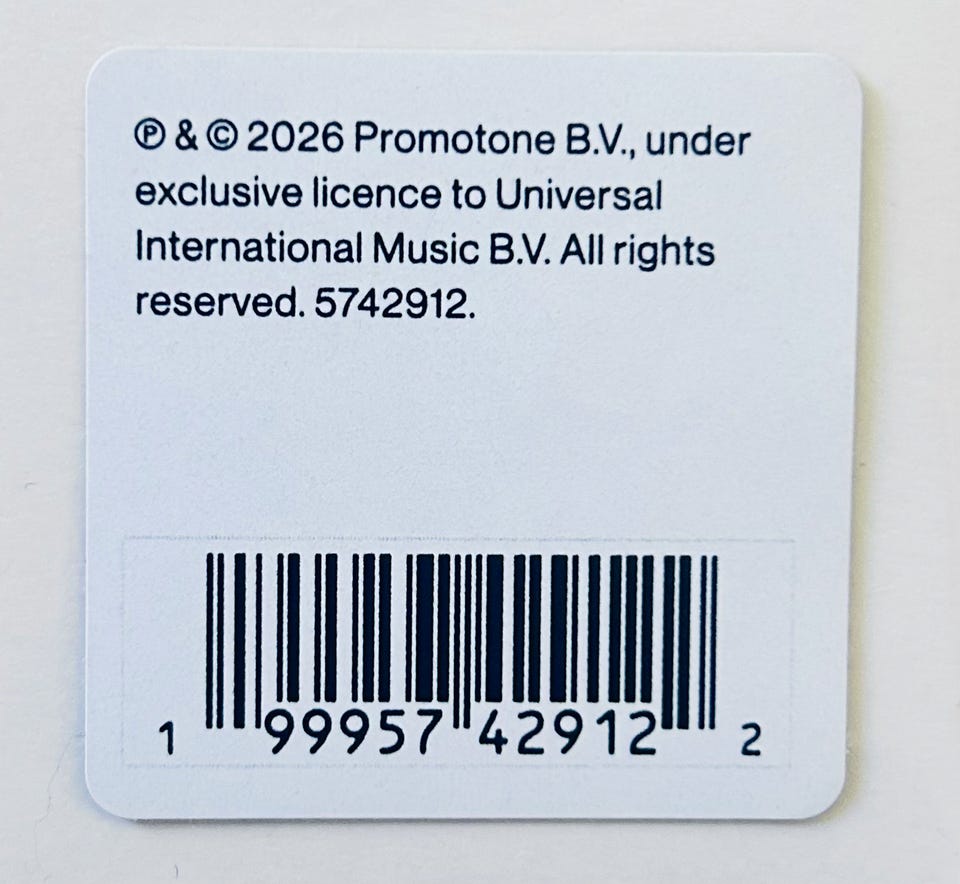 ℗ & © 2026 Promotone B.V., under
exclusive licence to Universal
International Music B.V. All rights
reserved. 5742912.
1 99957 42912 2